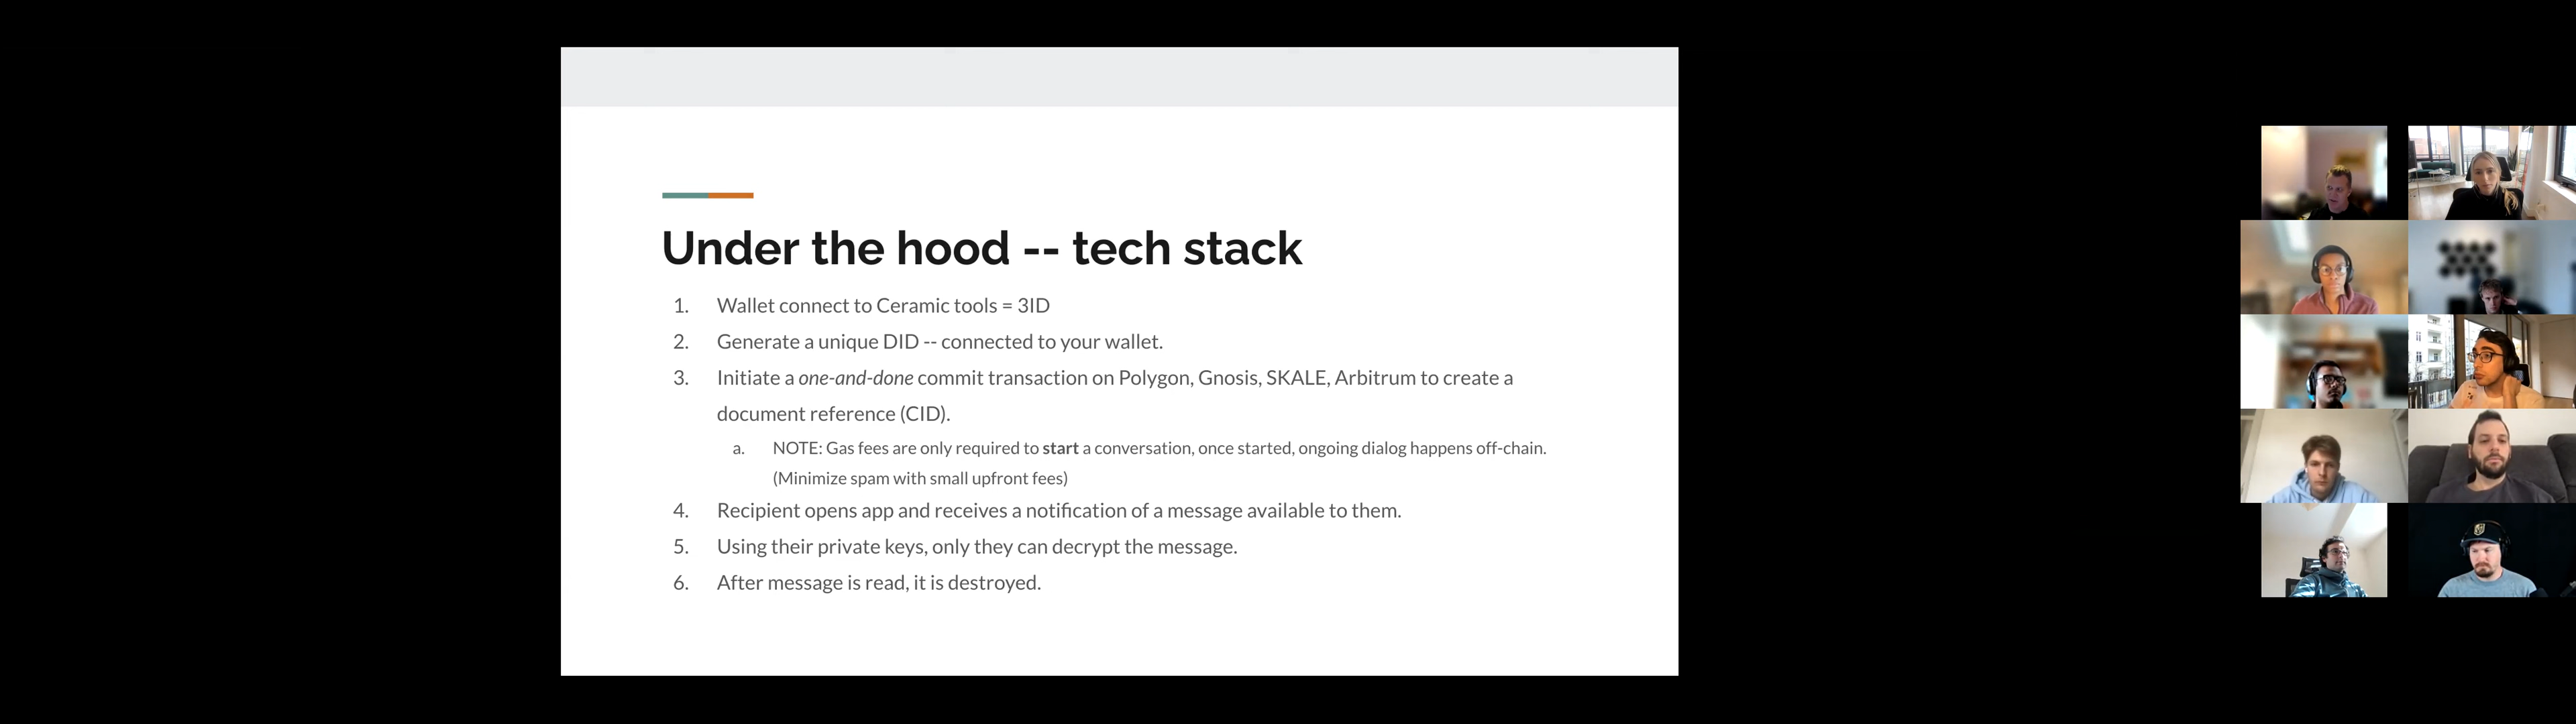 Under the hood -- tech stack
1. Wallet connect to Ceramic tools = 3ID
2. Generate a unique DID -- connected to your wallet.
3. Initiate a one-and-done commit transaction on Polygon, Gnosis, SKALE, Arbitrum to create a
document reference (CID).
a. NOTE: Gas fees are only required to start a conversation, once started, ongoing dialog happens off-chain.
(Minimize spam with small upfront fees)
4. Recipient opens app and receives a notification of a message available to them.
5. Using their private keys, only they can decrypt the message.
6. After message is read, it is destroyed.